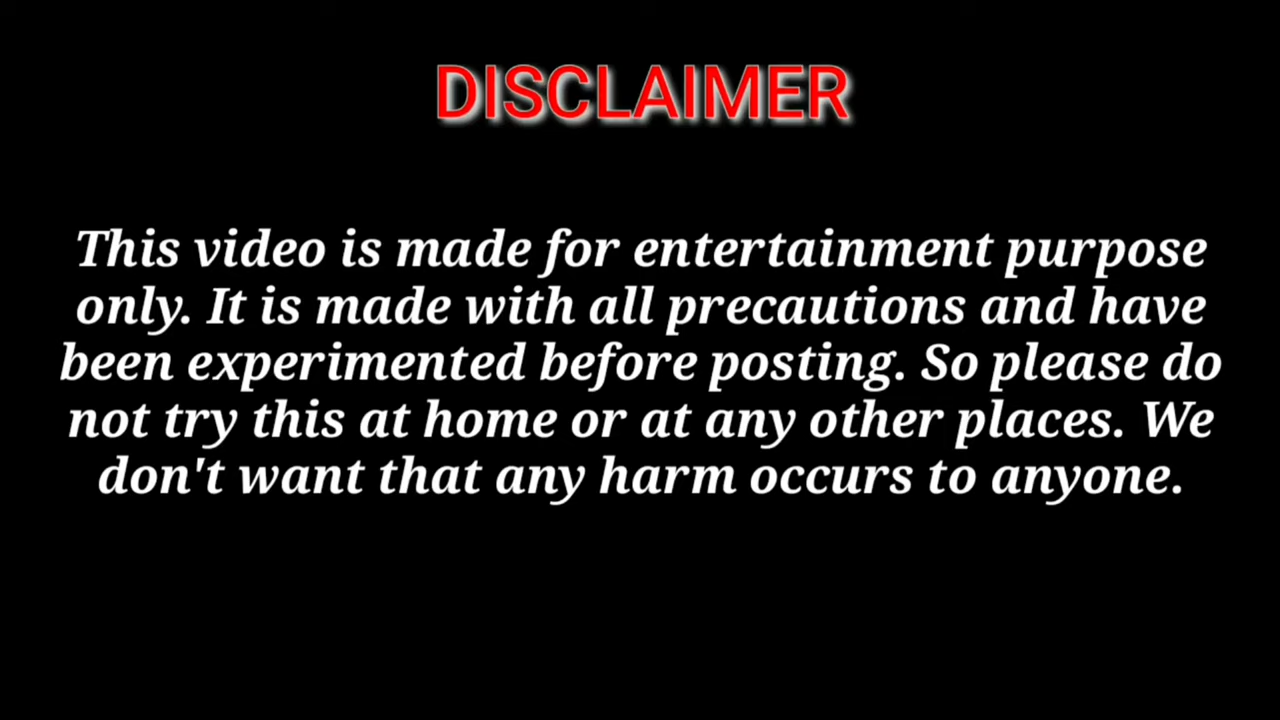 DISCLAIMER
This video is made for entertainment purpose
only. It is made with all precautions and have
been experimented before posting. So please do
not try this at home or at any other places. We
don't want that any harm occurs to anyone.